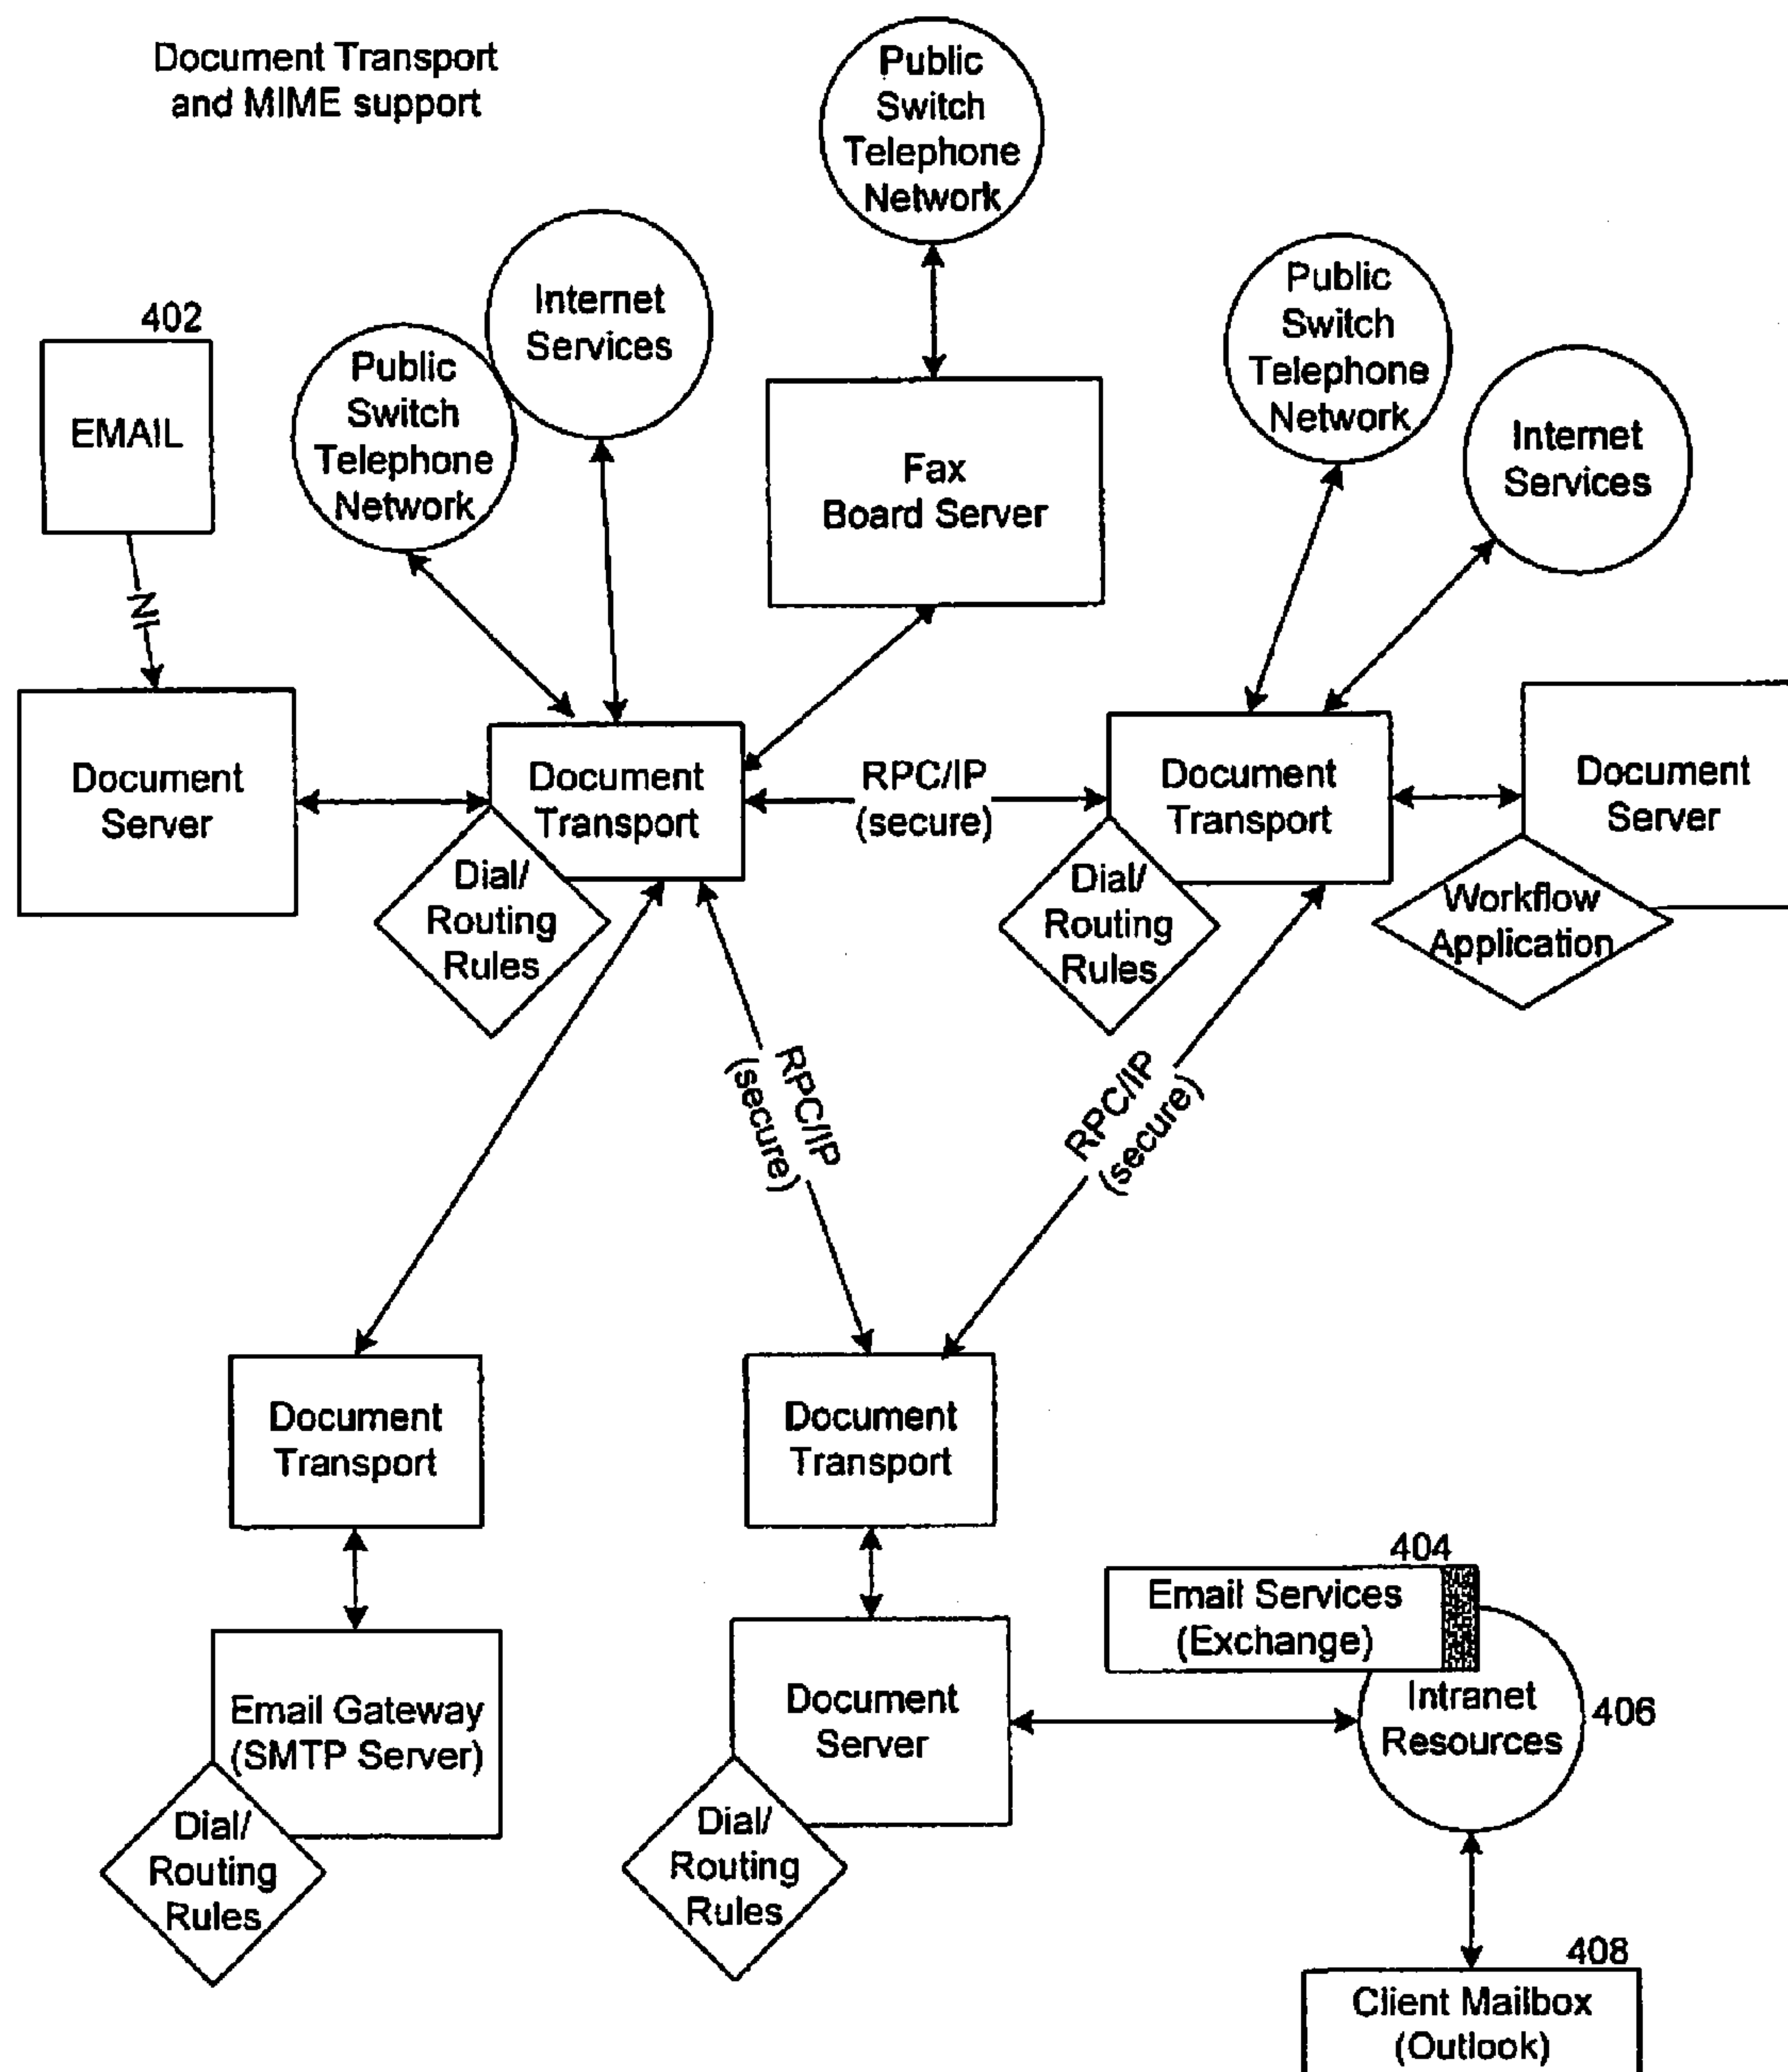 Document Transport
and MIME support
Public
Switch
Telephone
Network
Internet
Services
Public
Switch
Telephone
Network
402
EMAIL
Public
Switch
Telephone
Network
Internet
Services
Fax
Board Server
IN
Document
Server
Document
Transport
Dial/
Routing
Rules
RPC/IP
(secure)
Document
Transport
Dial/
Routing
Rules
Document
Server
Workflow
Application
RPC/IP
(secure)
RPC/IP
(secure)
Document
Transport
Document
Transport
Email Gateway
(SMTP Server)
Dial/
Routing
Rules
Document
Server
Dial/
Routing
Rules
404
Email Services
(Exchange)
Intranet
Resources
406
408
Client Mailbox
(Outlook)